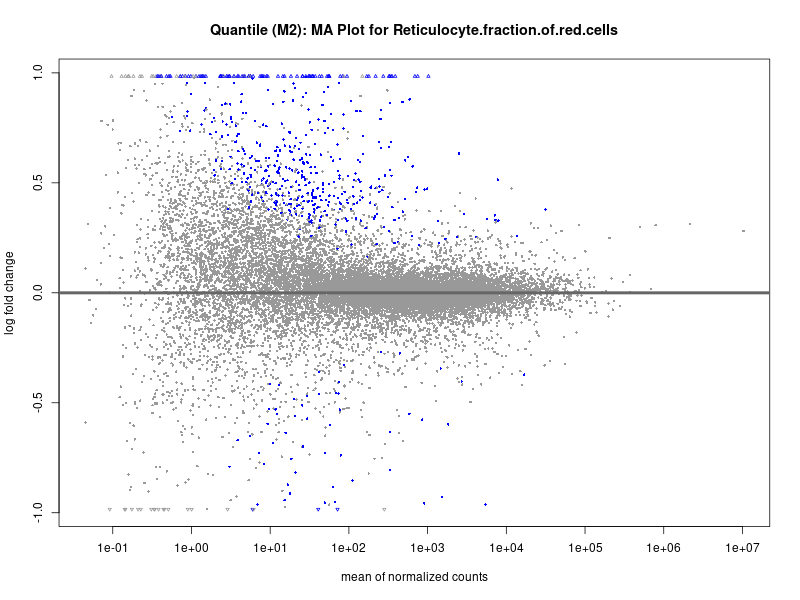 Quantile (M2): MA Plot for Reticulocyte.fraction.of.red.cells
1.0
0.5
0.0
-0.5
-1.0
log fold change
1e-01 1e+00 1e+01 1e+02 1e+03 1e+04 1e+05 1e+06 1e+07
mean of normalized counts